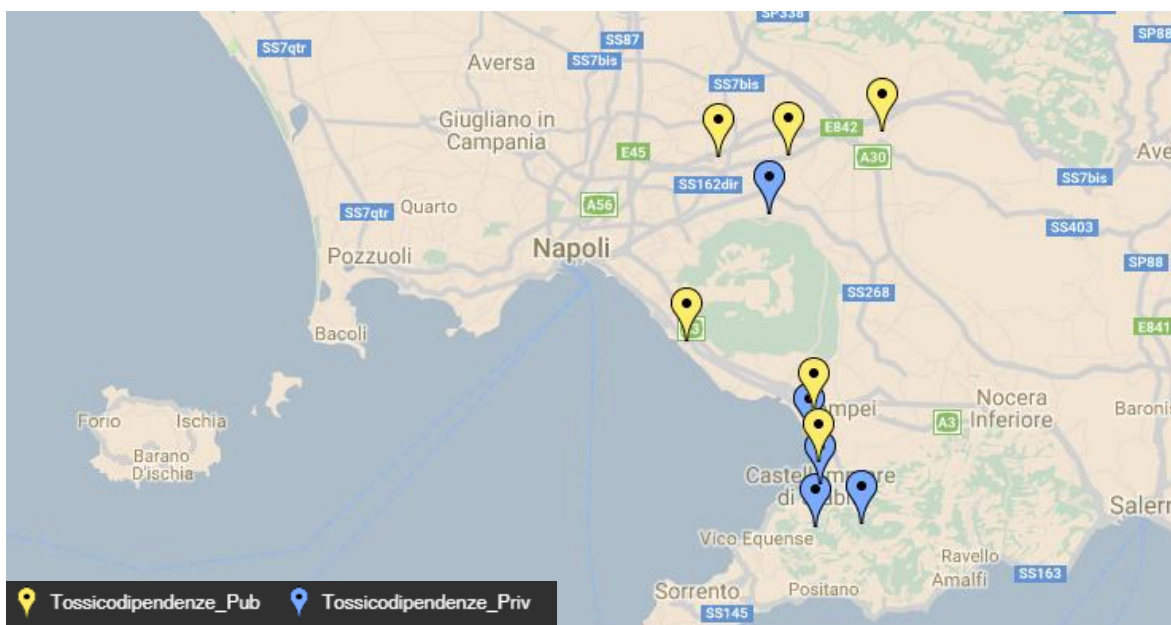 SP338
SP88
SS7qtr
SS87
Aversa
SS7bis
SS7bis
Giugliano in
Campania
E45
E842
A30
Ave
SS162dir
SS7bis
SS7qtr
Quarto
A56
SS403
Napoli
Pozzuoli
SP88
SS268
Bacoli
E841
Nocera
Inferiore
Baronis
A3
Forio
Ischia
Barano
D'ischia
Salern
Vico Equense
Ravello
Amalfi
SS163
Sorrento
Positano
SS145
Tossicodipendenze_Pub
Tossicodipendenze_Priv